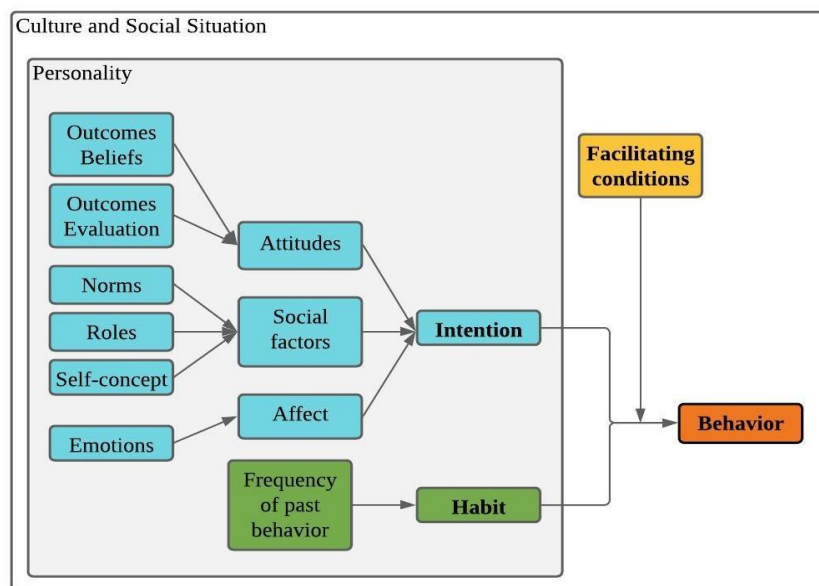 Culture and Social Situation
Personality
Outcomes
Beliefs
Outcomes
Evaluation
Norms
Roles
Self-concept
Emotions
Attitudes
Social
factors
Affect
Frequency
of past
behavior
Intention
Habit
Facilitating
conditions
Behavior